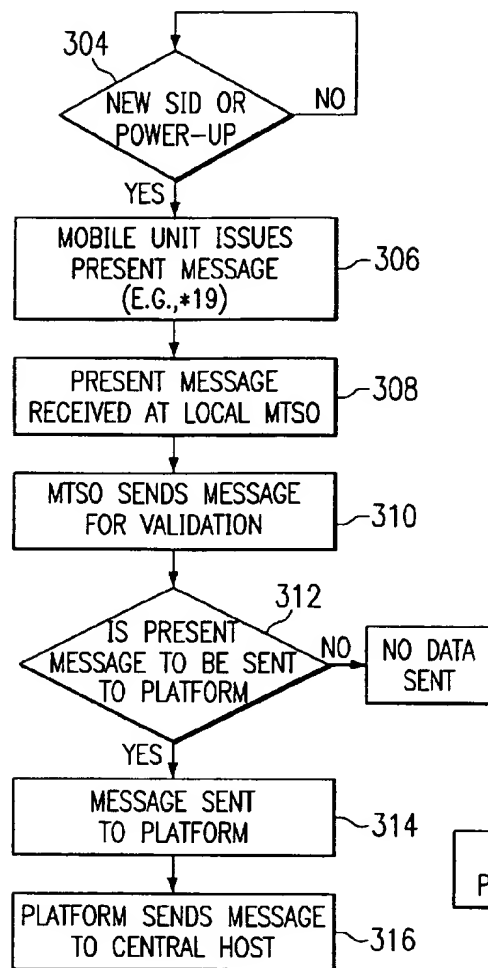 304
NEW SID OR
POWER-UP
NO
YES
MOBILE UNIT ISSUES
PRESENT MESSAGE
(E.G.,*19)
306
PRESENT MESSAGE
RECEIVED AT LOCAL MTSO
308
MTSO SENDS MESSAGE
FOR VALIDATION
310
312
IS PRESENT
MESSAGE TO BE SENT
TO PLATFORM
NO
NO DATA
SENT
YES
MESSAGE SENT
TO PLATFORM
314
P
PLATFORM SENDS MESSAGE
TO CENTRAL HOST
316